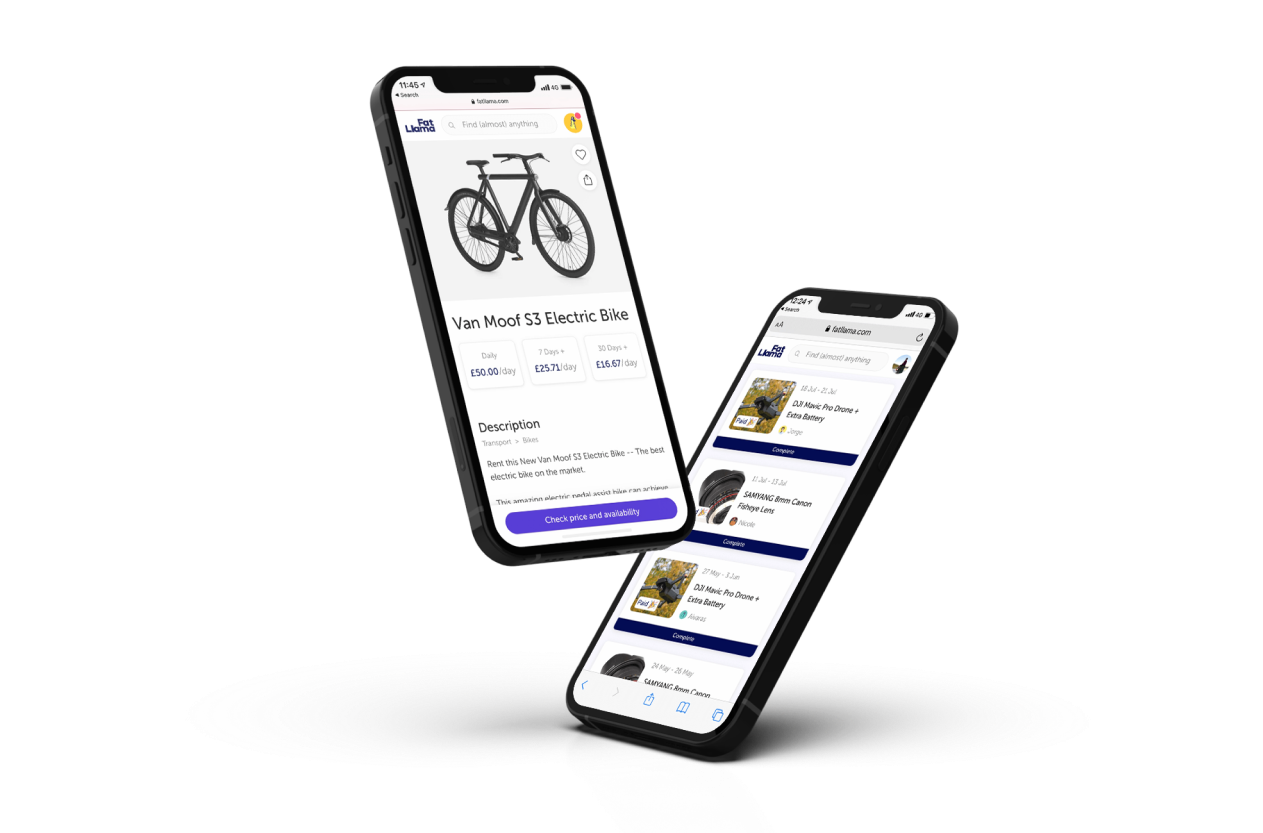 11:45
4G
Search
fatllama.com
Fat
Llama
Find (almost) anything
Van Moof S3 Electric Bike
Daily
£50.00/day
7 Days +
£25.71/day
30 Days +
£16.67/day
Description
Transport > Bikes
Rent this New Van Moof S3 Electric Bike -- The best
electric bike on the market.
This amazing electric pedal assist bike can achieve
Check price and availability
12:24
4G
Search
AA
fatllama.com
Fat
Llama
Find (almost) anything
18 Jul - 21 Jul
DJI Mavic Pro Drone +
Extra Battery
Paid
Jorge
Complete
11 Jul - 13 Jul
SAMYANG 8mm Canon
Fisheye Lens
Nicole
Complete
27 May - 3 Jun
DJI Mavic Pro Drone +
Extra Battery
Paid
Complete
24 May - 26 May
SAMYANG 8mm Canon